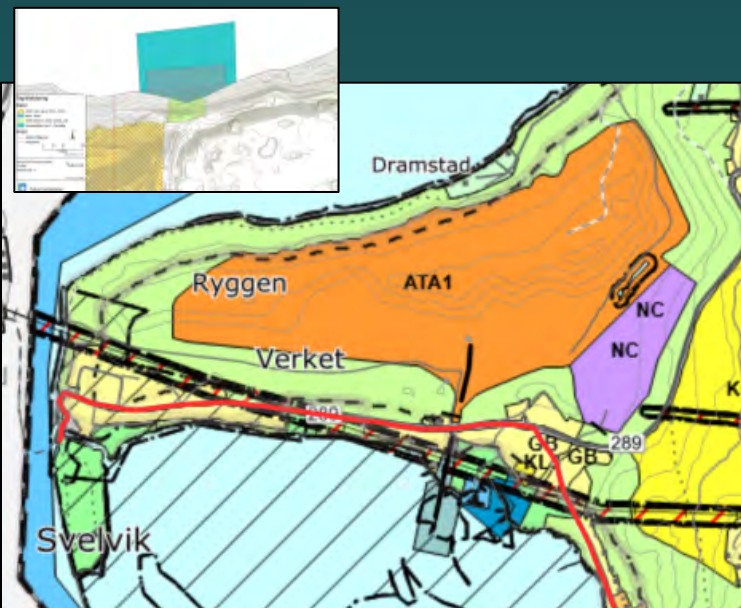 Dramstad
Ryggen
ATA1
NC
Verket
NC
K
289
289
GB
GB
KL
Svelvik